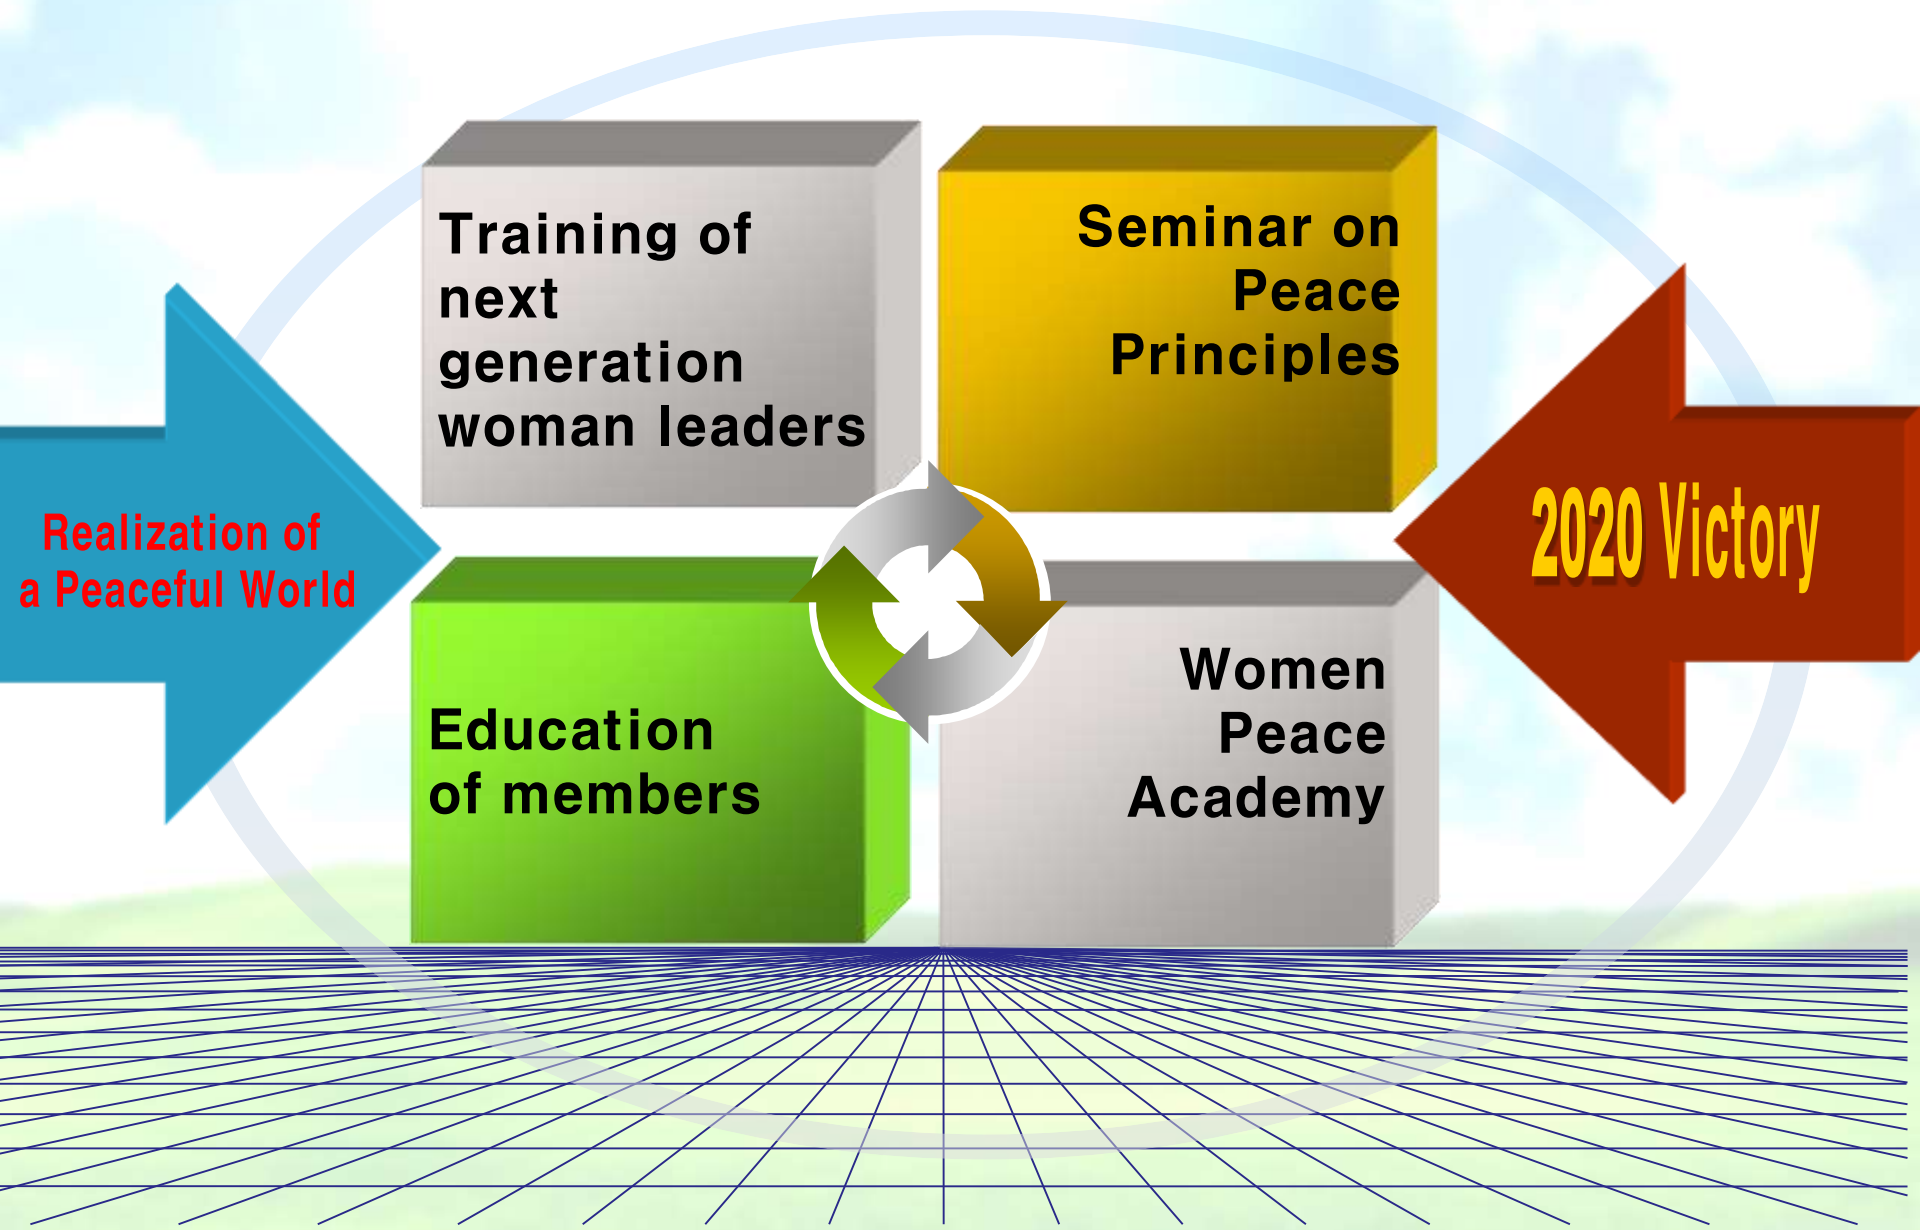 Training of
next
generation
woman leaders
Seminar on
Peace
Principles
Realization of
a Peaceful World
2020 Victory
Education
of members
Women
Peace
Academy